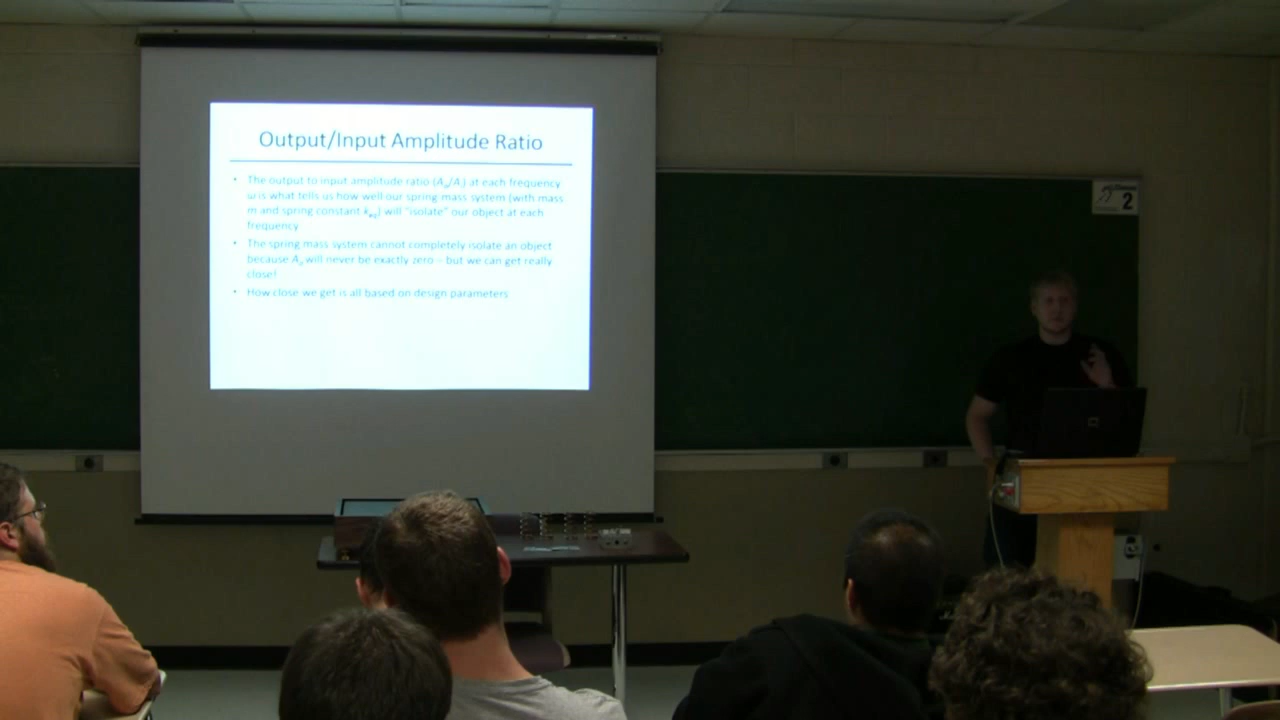 Output/Input Amplitude Ratio
• The output to input amplitude ratio (Aₒ/Aᵢ) at each frequency
ω is what tells us how well our spring mass system (with mass
m and spring constant kₑq) will “isolate” our object at each
frequency
• The spring mass system cannot completely isolate an object
because Aₒ will never be exactly zero – but we can get really
close!
• How close we get is all based on design parameters
2